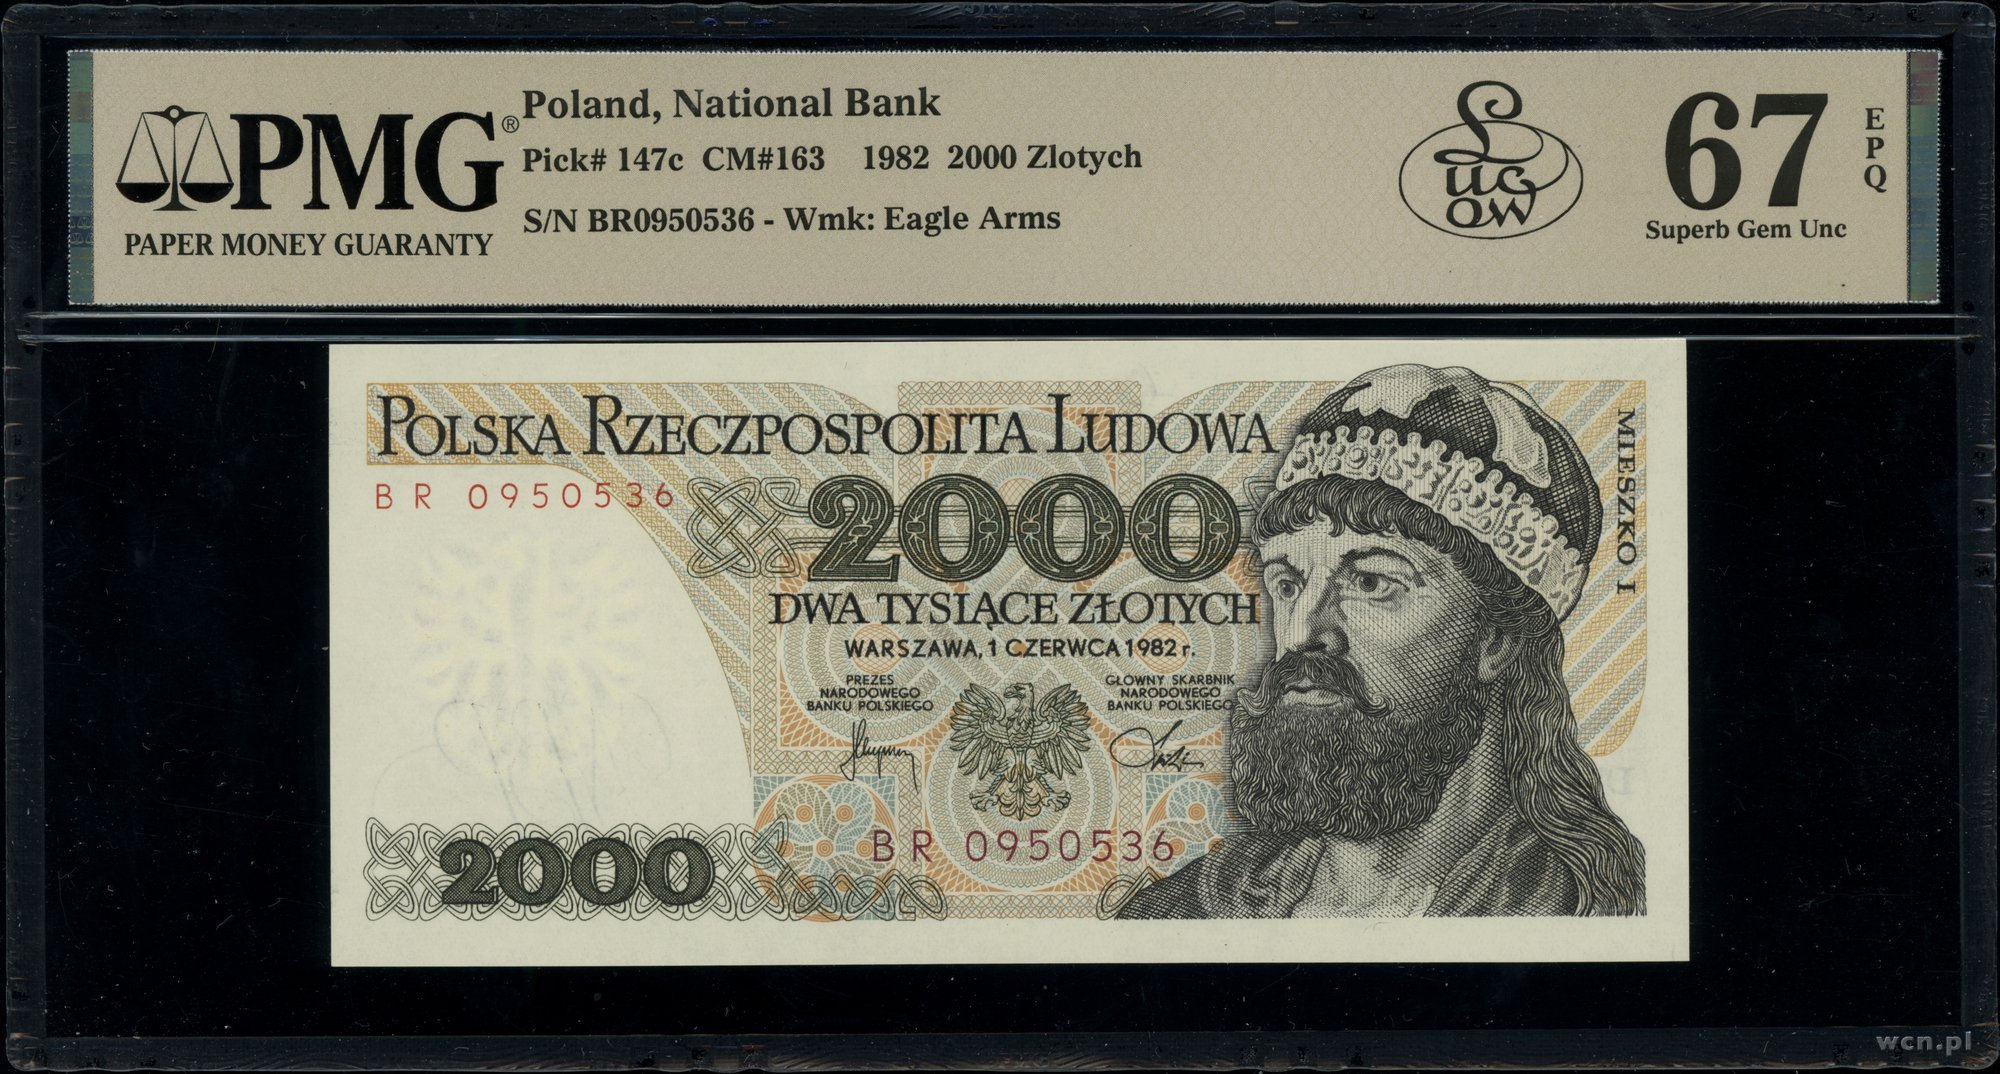 PMG®
PAPER MONEY GUARANTY
Poland, National Bank
Pick# 147c CM#163 1982 2000 Zlotych
S/N BR0950536 - Wmk: Eagle Arms
Lucow
67
EPQ
Superb Gem Unc
POLSKA RZECZPOSPOLITA LUDOWA
BR 0950536
2000
MIESZKO I
DWA TYSIĄCE ZŁOTYCH
WARSZAWA, 1 CZERWCA 1982 r.
PREZES
NARODOWEGO
BANKU POLSKIEGO
GŁOWNY SKARBNIK
NARODOWEGO
BANKU POLSKIEGO
BR 0950536
2000
wcn.pl